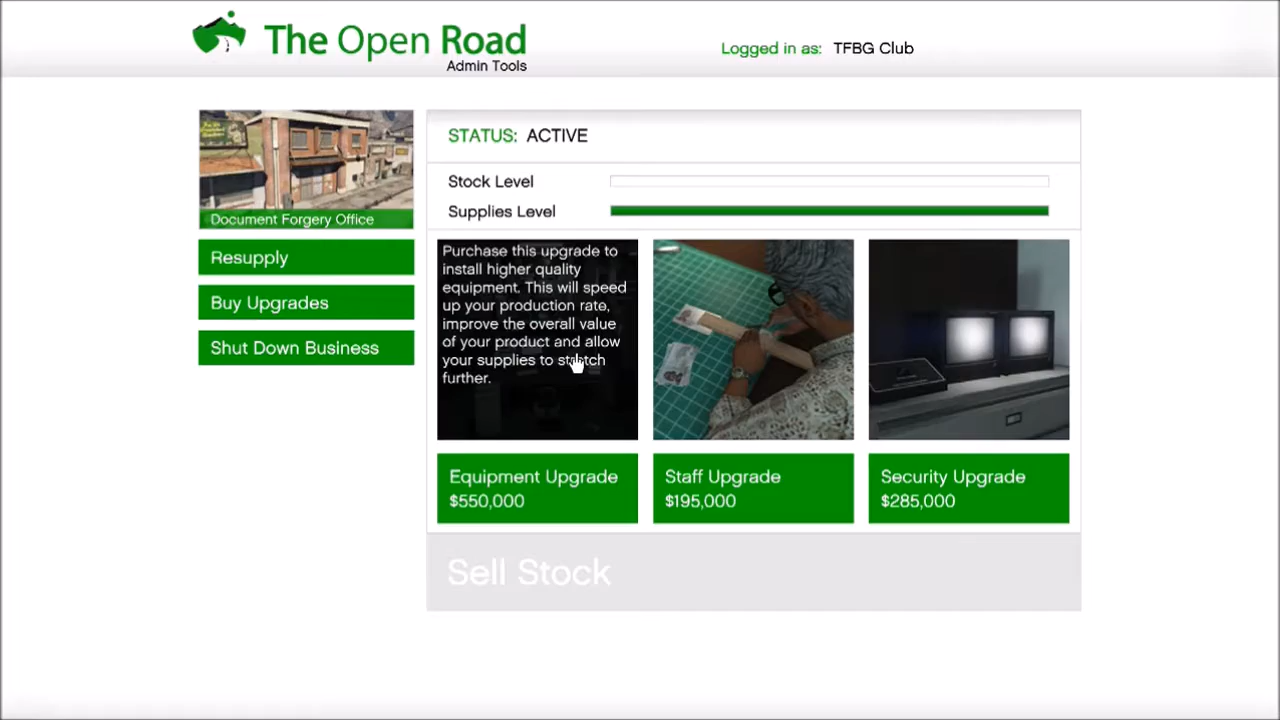 The Open Road
Admin Tools
Logged in as: TFBG Club
Document Forgery Office
Resupply
Buy Upgrades
Shut Down Business
STATUS: ACTIVE
Stock Level
Supplies Level
Purchase this upgrade to
install higher quality
equipment. This will speed
up your production rate,
improve the overall value
of your product and allow
your supplies to stretch
further.
Equipment Upgrade
$550,000
Staff Upgrade
$195,000
Security Upgrade
$285,000
Sell Stock